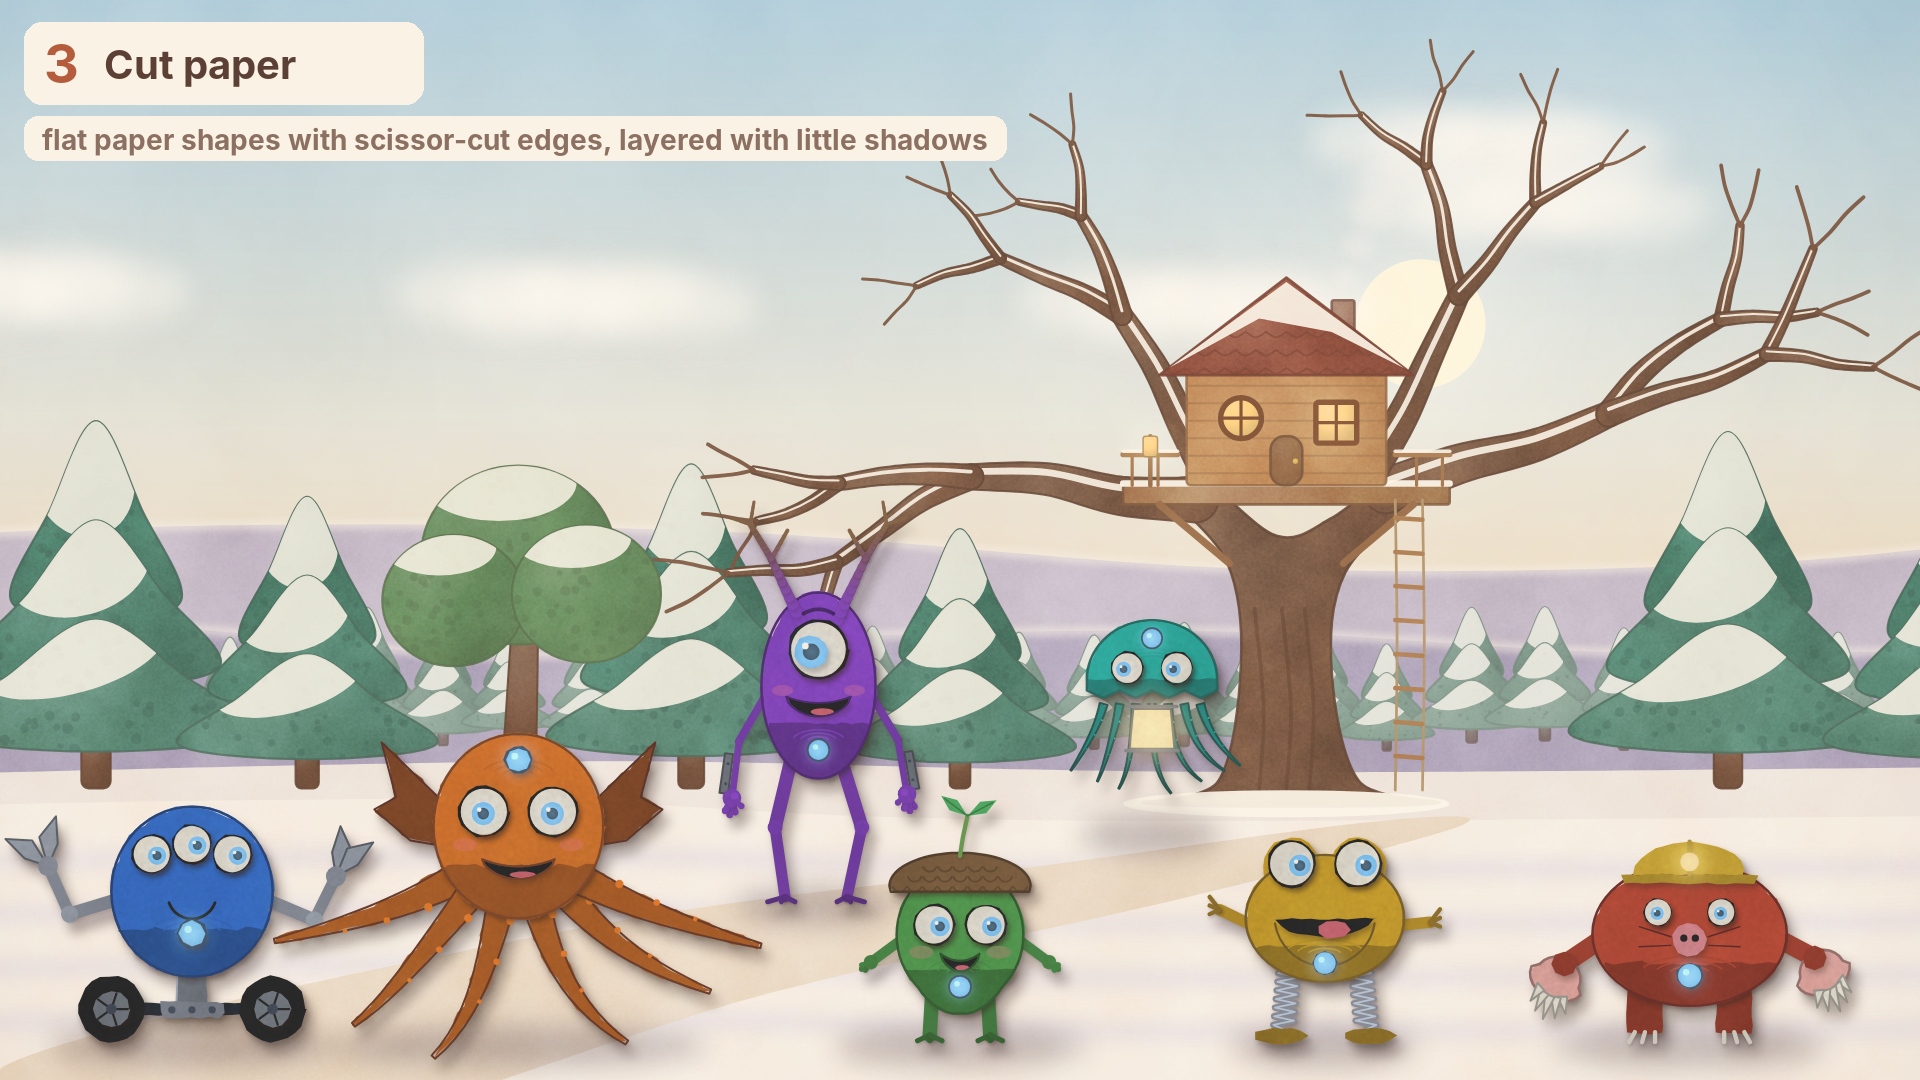 3 Cut paper
flat paper shapes with scissor-cut edges, layered with little shadows